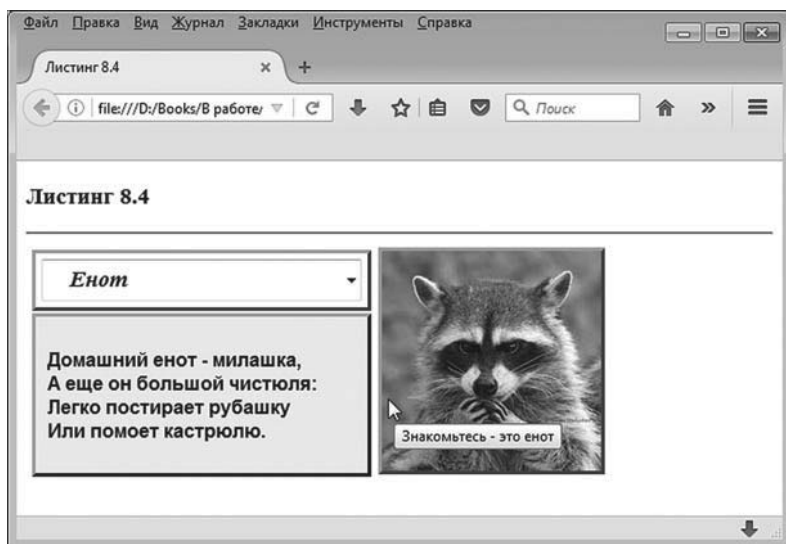 Файл Правка Вид Журнал Закладки Инструменты Справка
Листинг 8.4
file:///D:/Books/В работе/
Поиск
Листинг 8.4
Енот
Домашний енот - милашка,
А еще он большой чистюля:
Легко постирает рубашку
Или помоет кастрюлю.
Знакомьтесь - это енот